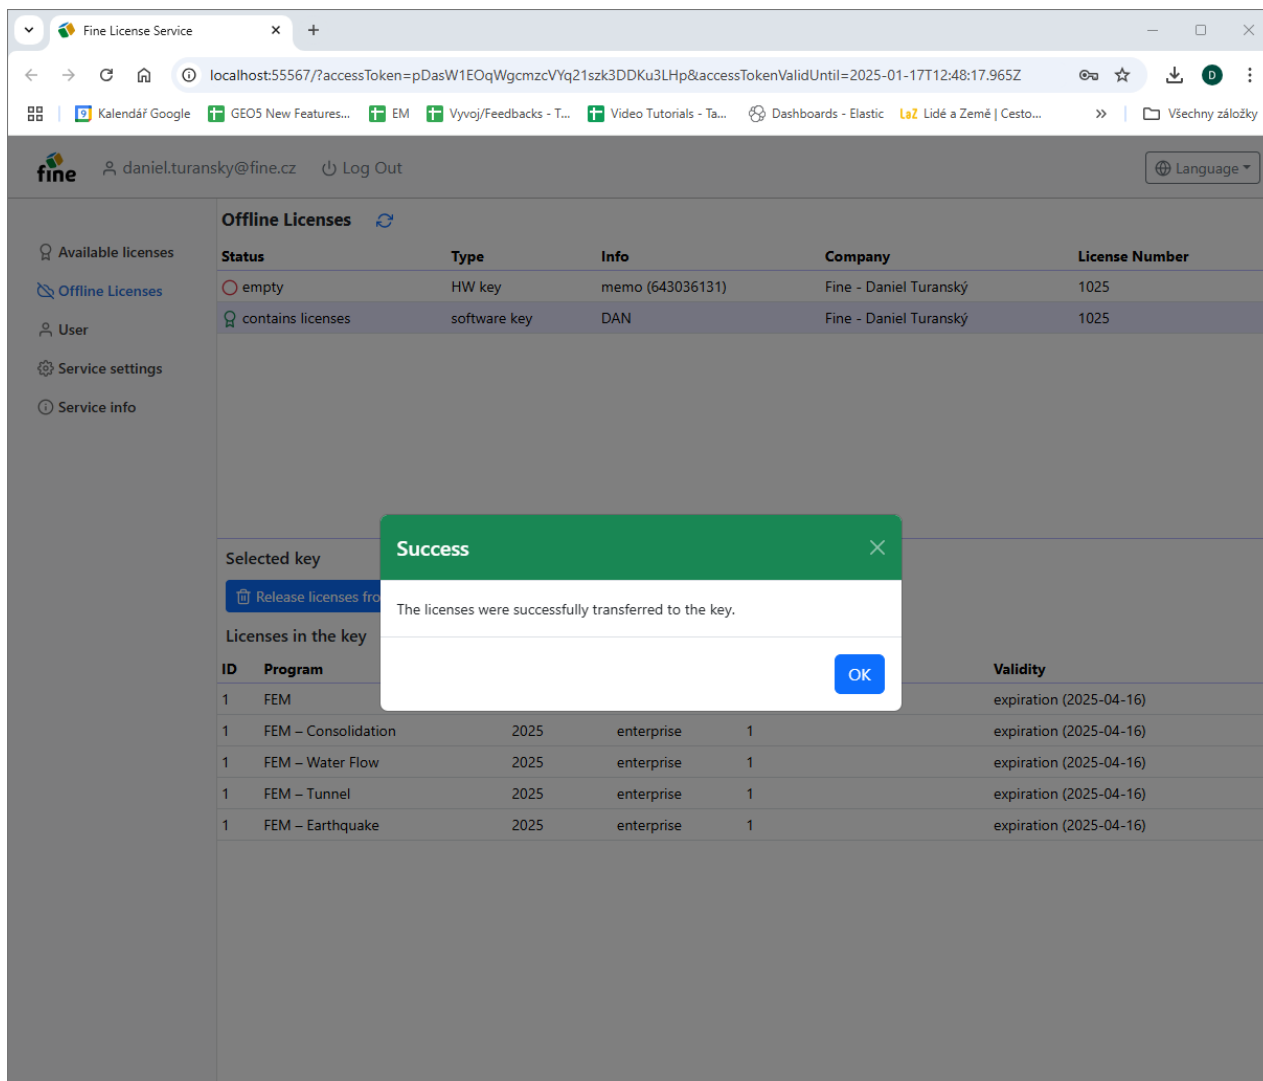 Fine License Service
localhost:55567/?accessToken=pDasW1EOqWgcmzcVYq21szk3DDKu3LHp&accessTokenValidUntil=2025-01-17T12:48:17.965Z
D
9 Kalendář Google GEO5 New Features... EM Vyvoj/Feedbacks - T... Video Tutorials - Ta... Dashboards - Elastic LaZ Lidé a Země | Cesto... » Všechny záložky
fine daniel.turansky@fine.cz Log Out Language
Available licenses
Offline Licenses
User
Service settings
Service info
Offline Licenses
Status Type Info Company License Number
empty HW key memo (643036131) Fine - Daniel Turanský 1025
contains licenses software key DAN Fine - Daniel Turanský 1025
Selected key
Release licenses fro
Success
The licenses were successfully transferred to the key.
OK
Licenses in the key
ID Program Validity
1 FEM expiration (2025-04-16)
1 FEM – Consolidation 2025 enterprise 1 expiration (2025-04-16)
1 FEM – Water Flow 2025 enterprise 1 expiration (2025-04-16)
1 FEM – Tunnel 2025 enterprise 1 expiration (2025-04-16)
1 FEM – Earthquake 2025 enterprise 1 expiration (2025-04-16)